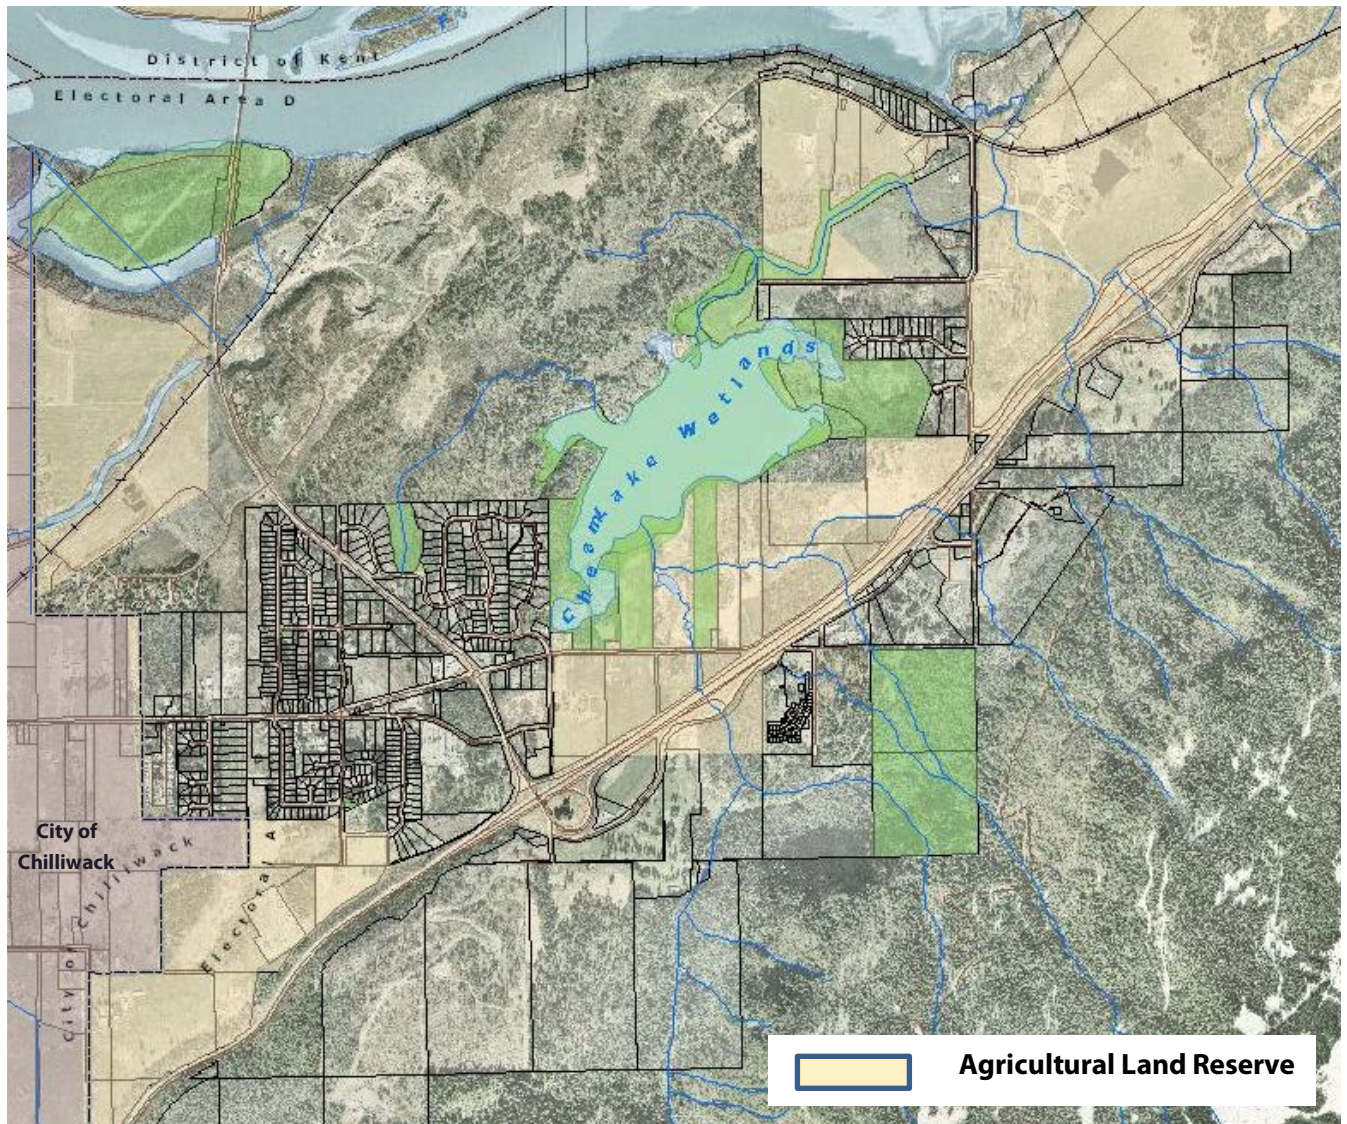 District of Kent
Electoral Area D
Cheam Lake Wetlands
City of
Chilliwack
City of Chilliwack
Electoral A
Agricultural Land Reserve